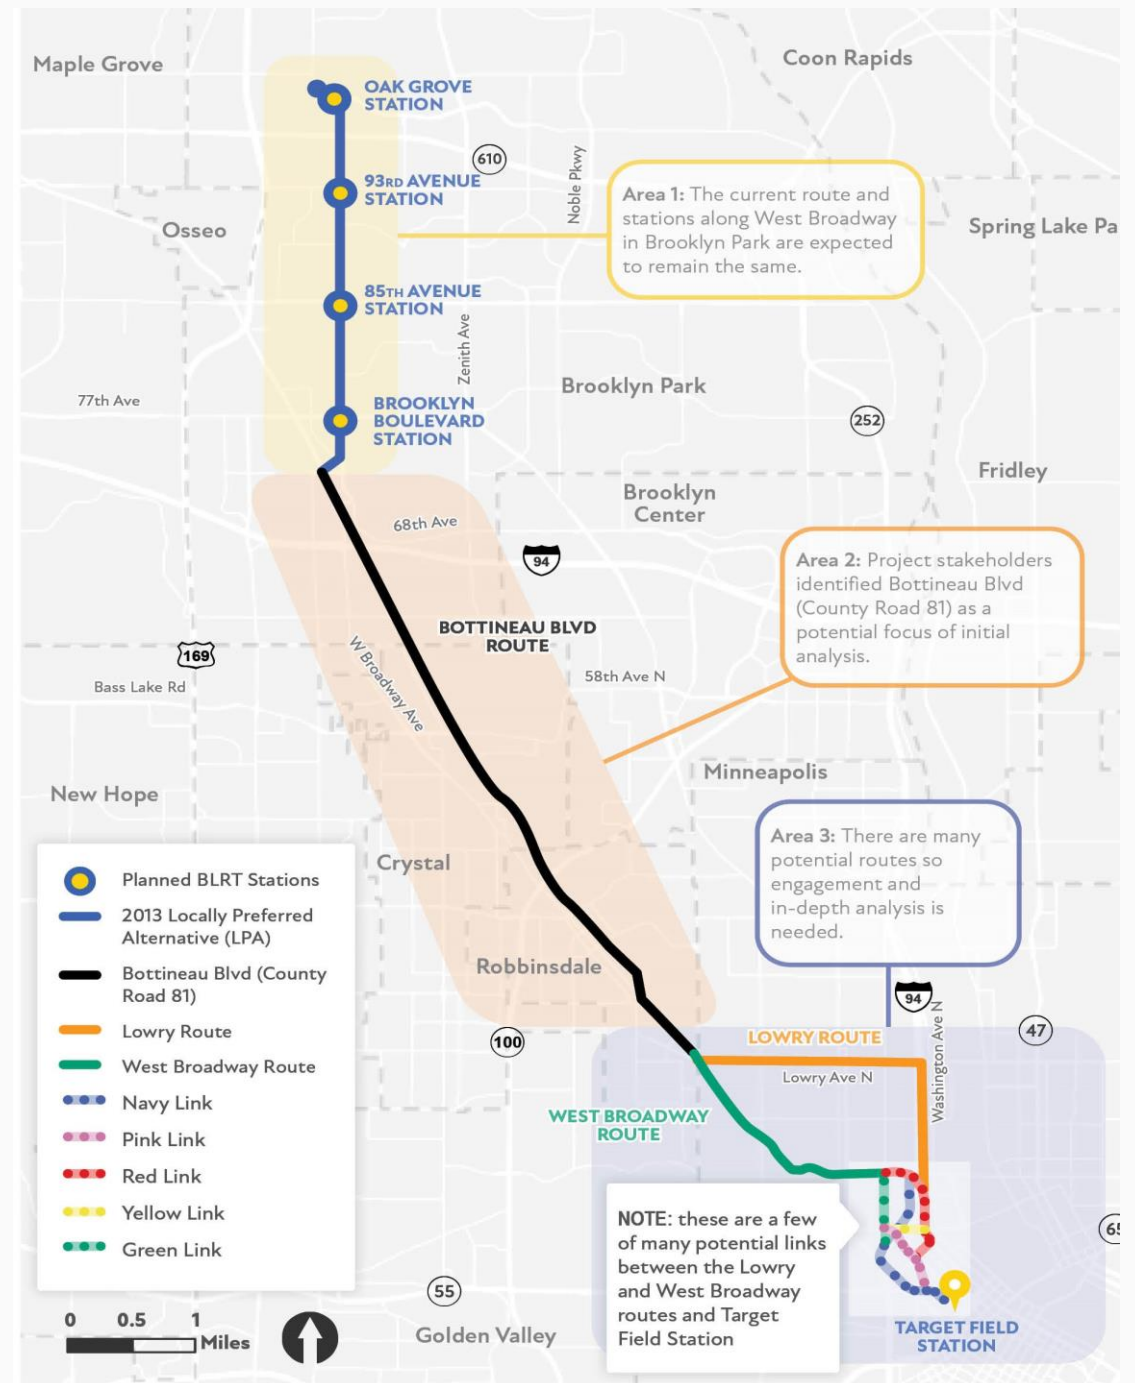 Maple Grove
Coon Rapids
OAK GROVE
STATION
610
Noble Pkwy
93RD AVENUE
STATION
Area 1: The current route and
stations along West Broadway
in Brooklyn Park are expected
to remain the same.
Osseo
Spring Lake Pa
85TH AVENUE
STATION
Zenith Ave
Brooklyn Park
77th Ave
BROOKLYN
BOULEVARD
STATION
252
Fridley
Brooklyn
Center
68th Ave
94
Area 2: Project stakeholders
identified Bottineau Blvd
(County Road 81) as a
potential focus of initial
analysis.
BOTTINEAU BLVD
ROUTE
169
W Broadway Ave
58th Ave N
Bass Lake Rd
Minneapolis
New Hope
Area 3: There are many
potential routes so
engagement and
in-depth analysis is
needed.
Crystal
Planned BLRT Stations
2013 Locally Preferred
Alternative (LPA)
Bottineau Blvd (County
Road 81)
Lowry Route
West Broadway Route
Navy Link
Pink Link
Red Link
Yellow Link
Green Link
Robbinsdale
94
Washington Ave N
47
100
LOWRY ROUTE
Lowry Ave N
WEST BROADWAY
ROUTE
NOTE: these are a few
of many potential links
between the Lowry
and West Broadway
routes and Target
Field Station
65
55
0 0.5 1
Miles
Golden Valley
TARGET FIELD
STATION